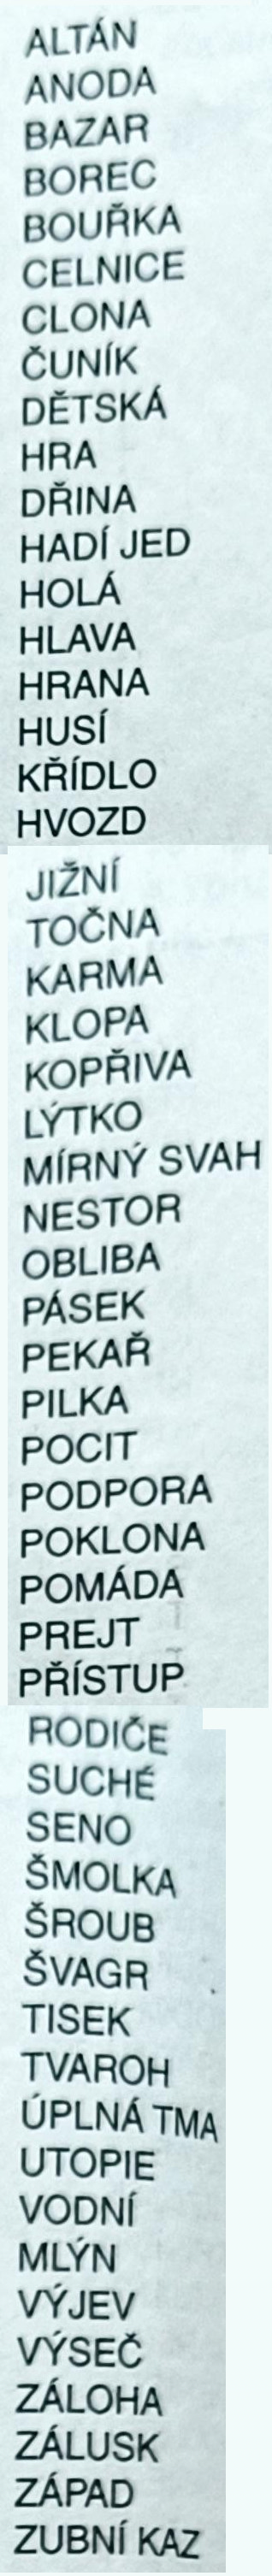 ALTÁN
ANODA
BAZAR
BOREC
BOUŘKA
CELNICE
CLONA
ČUNÍK
DĚTSKÁ
HRA
DŘINA
HADÍ JED
HOLÁ
HLAVA
HRANA
HUSÍ
KŘÍDLO
HVOZD
JIŽNÍ
TOČNA
KARMA
KLOPA
KOPŘIVA
LÝTKO
MÍRNÝ SVAH
NESTOR
OBLIBA
PÁSEK
PEKAŘ
PILKA
POCIT
PODPORA
POKLONA
POMÁDA
PREJT
PŘÍSTUP
RODIČE
SUCHÉ
SENO
ŠMOLKA
ŠROUB
ŠVAGR
TISEK
TVAROH
ÚPLNÁ TMA
UTOPIE
VODNÍ
MLÝN
VÝJEV
VÝSEČ
ZÁLOHA
ZÁLUSK
ZÁPAD
ZUBNÍ KAZ